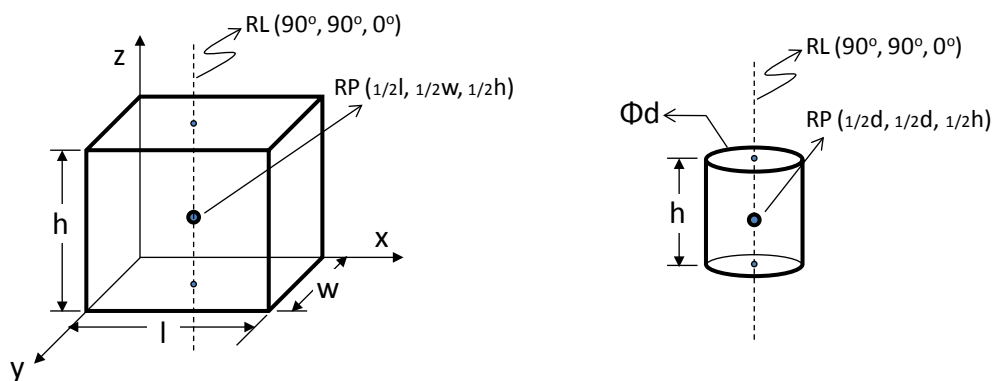 RL (90°, 90°, 0°)
z
RP (1/2l, 1/2w, 1/2h)
h
x
w
l
y
RL (90°, 90°, 0°)
Φd
RP (1/2d, 1/2d, 1/2h)
h